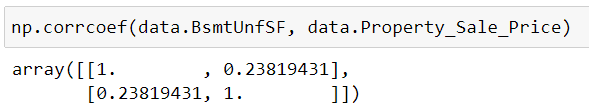 np.corrcoef(data.BsmtUnfSF, data.Property_Sale_Price)
array([[1.        , 0.23819431],
       [0.23819431, 1.        ]])